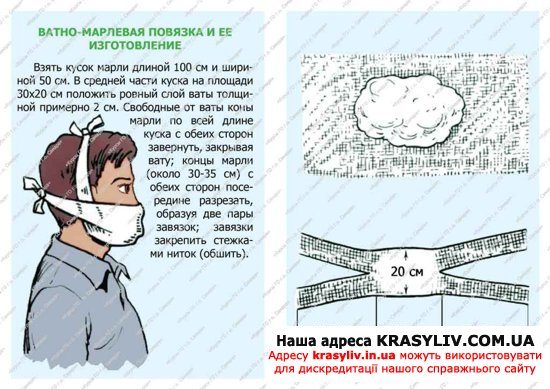 ВАТНО-МАРЛЕВАЯ ПОВЯЗКА И ЕЕ
ИЗГОТОВЛЕНИЕ
Взять кусок марли длиной 100 см и шири-
ной 50 см. В средней части куска на площади
30х20 см положить ровный слой ваты толщи-
ной примерно 2 см. Свободные от ваты концы
марли по всей длине
куска с обеих сторон
завернуть, закрывая
вату; концы марли
(около 30-35 см) с
обеих сторон посе-
редине разрезать,
образуя две пары
завязок; завязки
закрепить стежка-
ми ниток (обшить).
20 см
Наша адреса KRASYLIV.COM.UA
Адресу krasyliv.in.ua можуть використовувати
для дискредитації нашого справжнього сайту